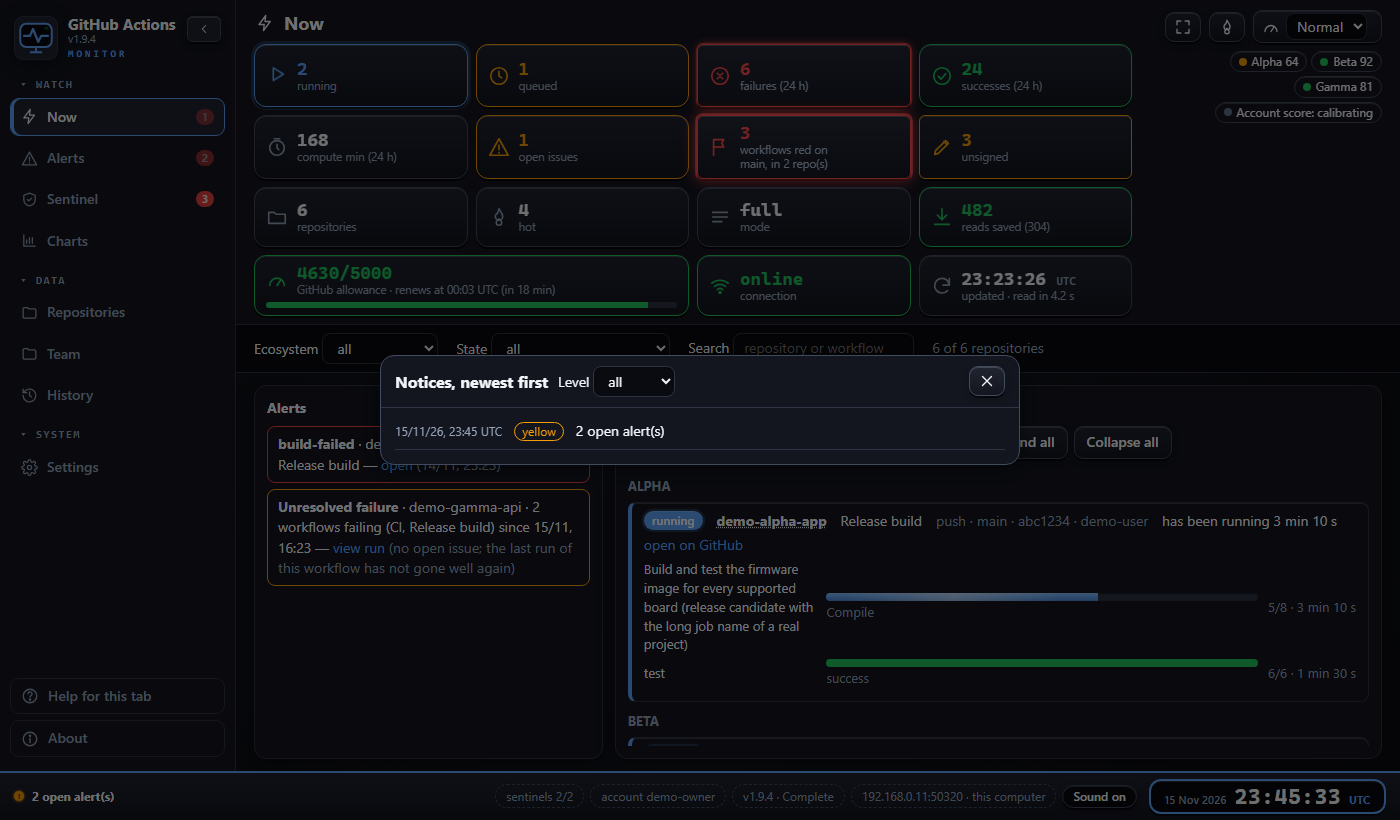 GitHub Actions
v1.9.4
MONITOR
WATCH
Now 1
Alerts 2
Sentinel 3
Charts
DATA
Repositories
Team
History
SYSTEM
Settings
Help for this tab
About
Now
Normal
Alpha 64
Beta 92
Gamma 81
Account score: calibrating
2
running
1
queued
6
failures (24 h)
24
successes (24 h)
168
compute min (24 h)
1
open issues
3
workflows red on
main, in 2 repo(s)
3
unsigned
6
repositories
4
hot
full
mode
482
reads saved (304)
4630/5000
GitHub allowance · renews at 00:03 UTC (in 18 min)
online
connection
23:23:26 UTC
updated · read in 4.2 s
Ecosystem all State all Search repository or workflow 6 of 6 repositories
Notices, newest first Level all
15/11/26, 23:45 UTC yellow 2 open alert(s)
Alerts
build-failed · de
Release build — open (14/11, 23:23)
Unresolved failure · demo-gamma-api · 2
workflows failing (CI, Release build) since 15/11,
16:23 — view run (no open issue; the last run of
this workflow has not gone well again)
nd all Collapse all
ALPHA
running demo-alpha-app Release build push · main · abc1234 · demo-user has been running 3 min 10 s
open on GitHub
Build and test the firmware
image for every supported
board (release candidate with
the long job name of a real
project)
Compile
5/8 · 3 min 10 s
test
success
6/6 · 1 min 30 s
BETA
2 open alert(s)
sentinels 2/2
account demo-owner
v1.9.4 · Complete
192.168.0.11:50320 · this computer
Sound on
15 Nov 2026 23:45:33 UTC